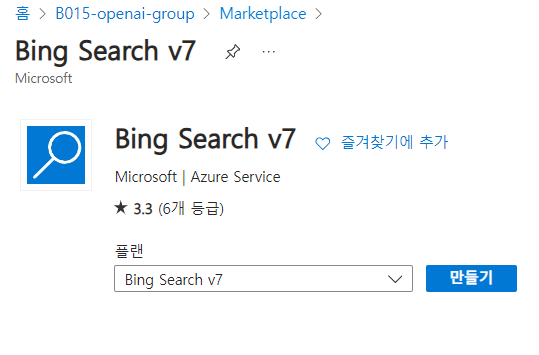 홈 > B015-openai-group > Marketplace >
Bing Search v7 ...
Microsoft
Bing Search v7 즐겨찾기에 추가
Microsoft | Azure Service
★ 3.3 (6개 등급)
플랜
Bing Search v7 만들기